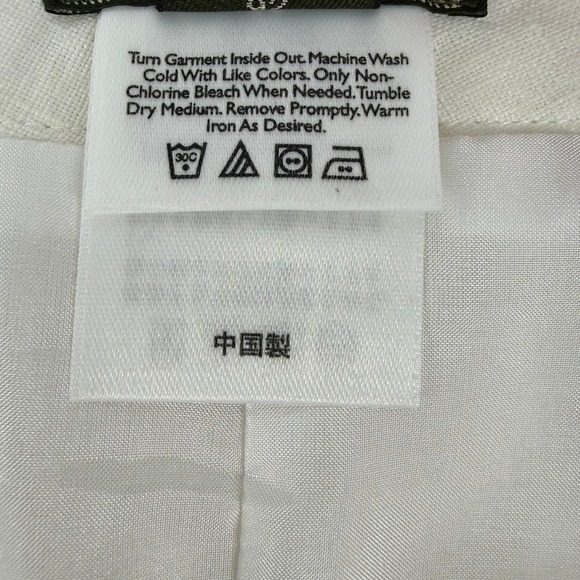 Turn Garment Inside Out. Machine Wash
Cold With Like Colors. Only Non-
Chlorine Bleach When Needed. Tumble
Dry Medium. Remove Promptly. Warm
Iron As Desired.
30C
中国製